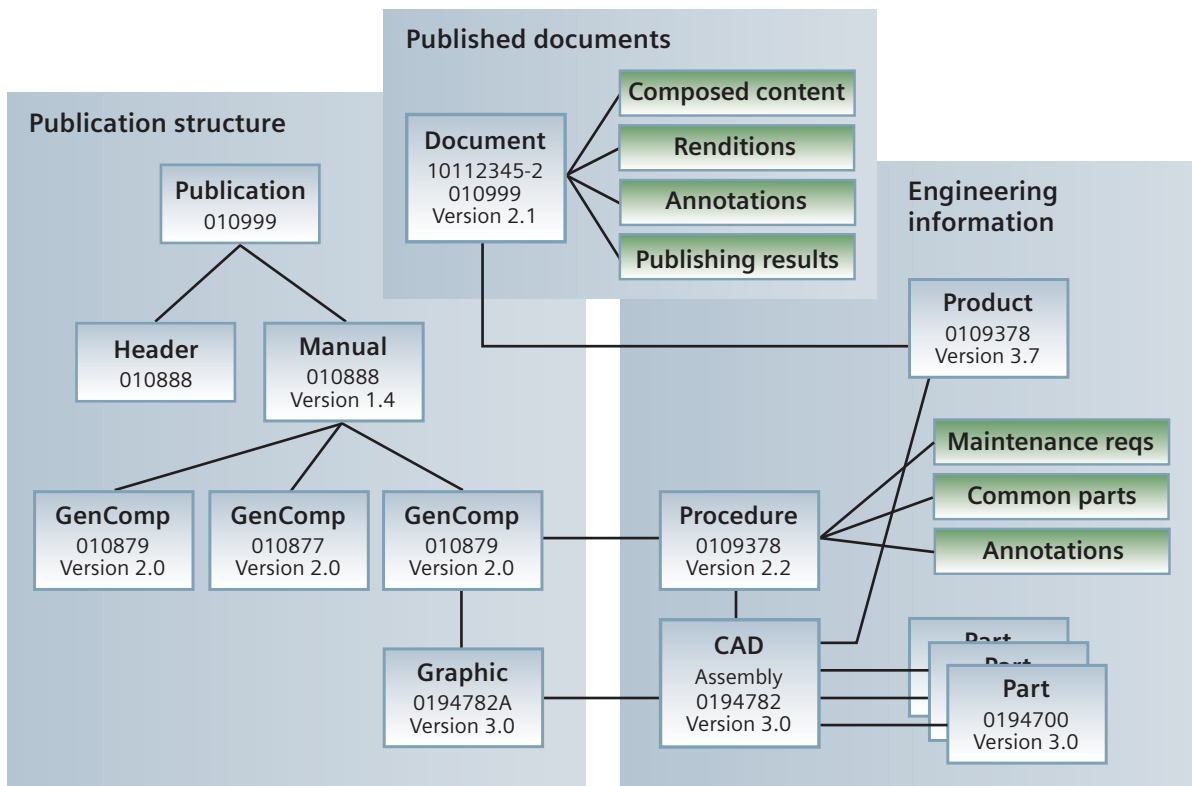 Published documents
Composed content
Renditions
Annotations
Publishing results
Document
10112345-2
010999
Version 2.1
Publication structure
Publication
010999
Header
010888
Manual
010888
Version 1.4
GenComp
010879
Version 2.0
GenComp
010877
Version 2.0
GenComp
010879
Version 2.0
Graphic
0194782A
Version 3.0
Engineering
information
Product
0109378
Version 3.7
Maintenance reqs
Common parts
Annotations
Procedure
0109378
Version 2.2
CAD
Assembly
0194782
Version 3.0
Part
Part
Part
0194700
Version 3.0